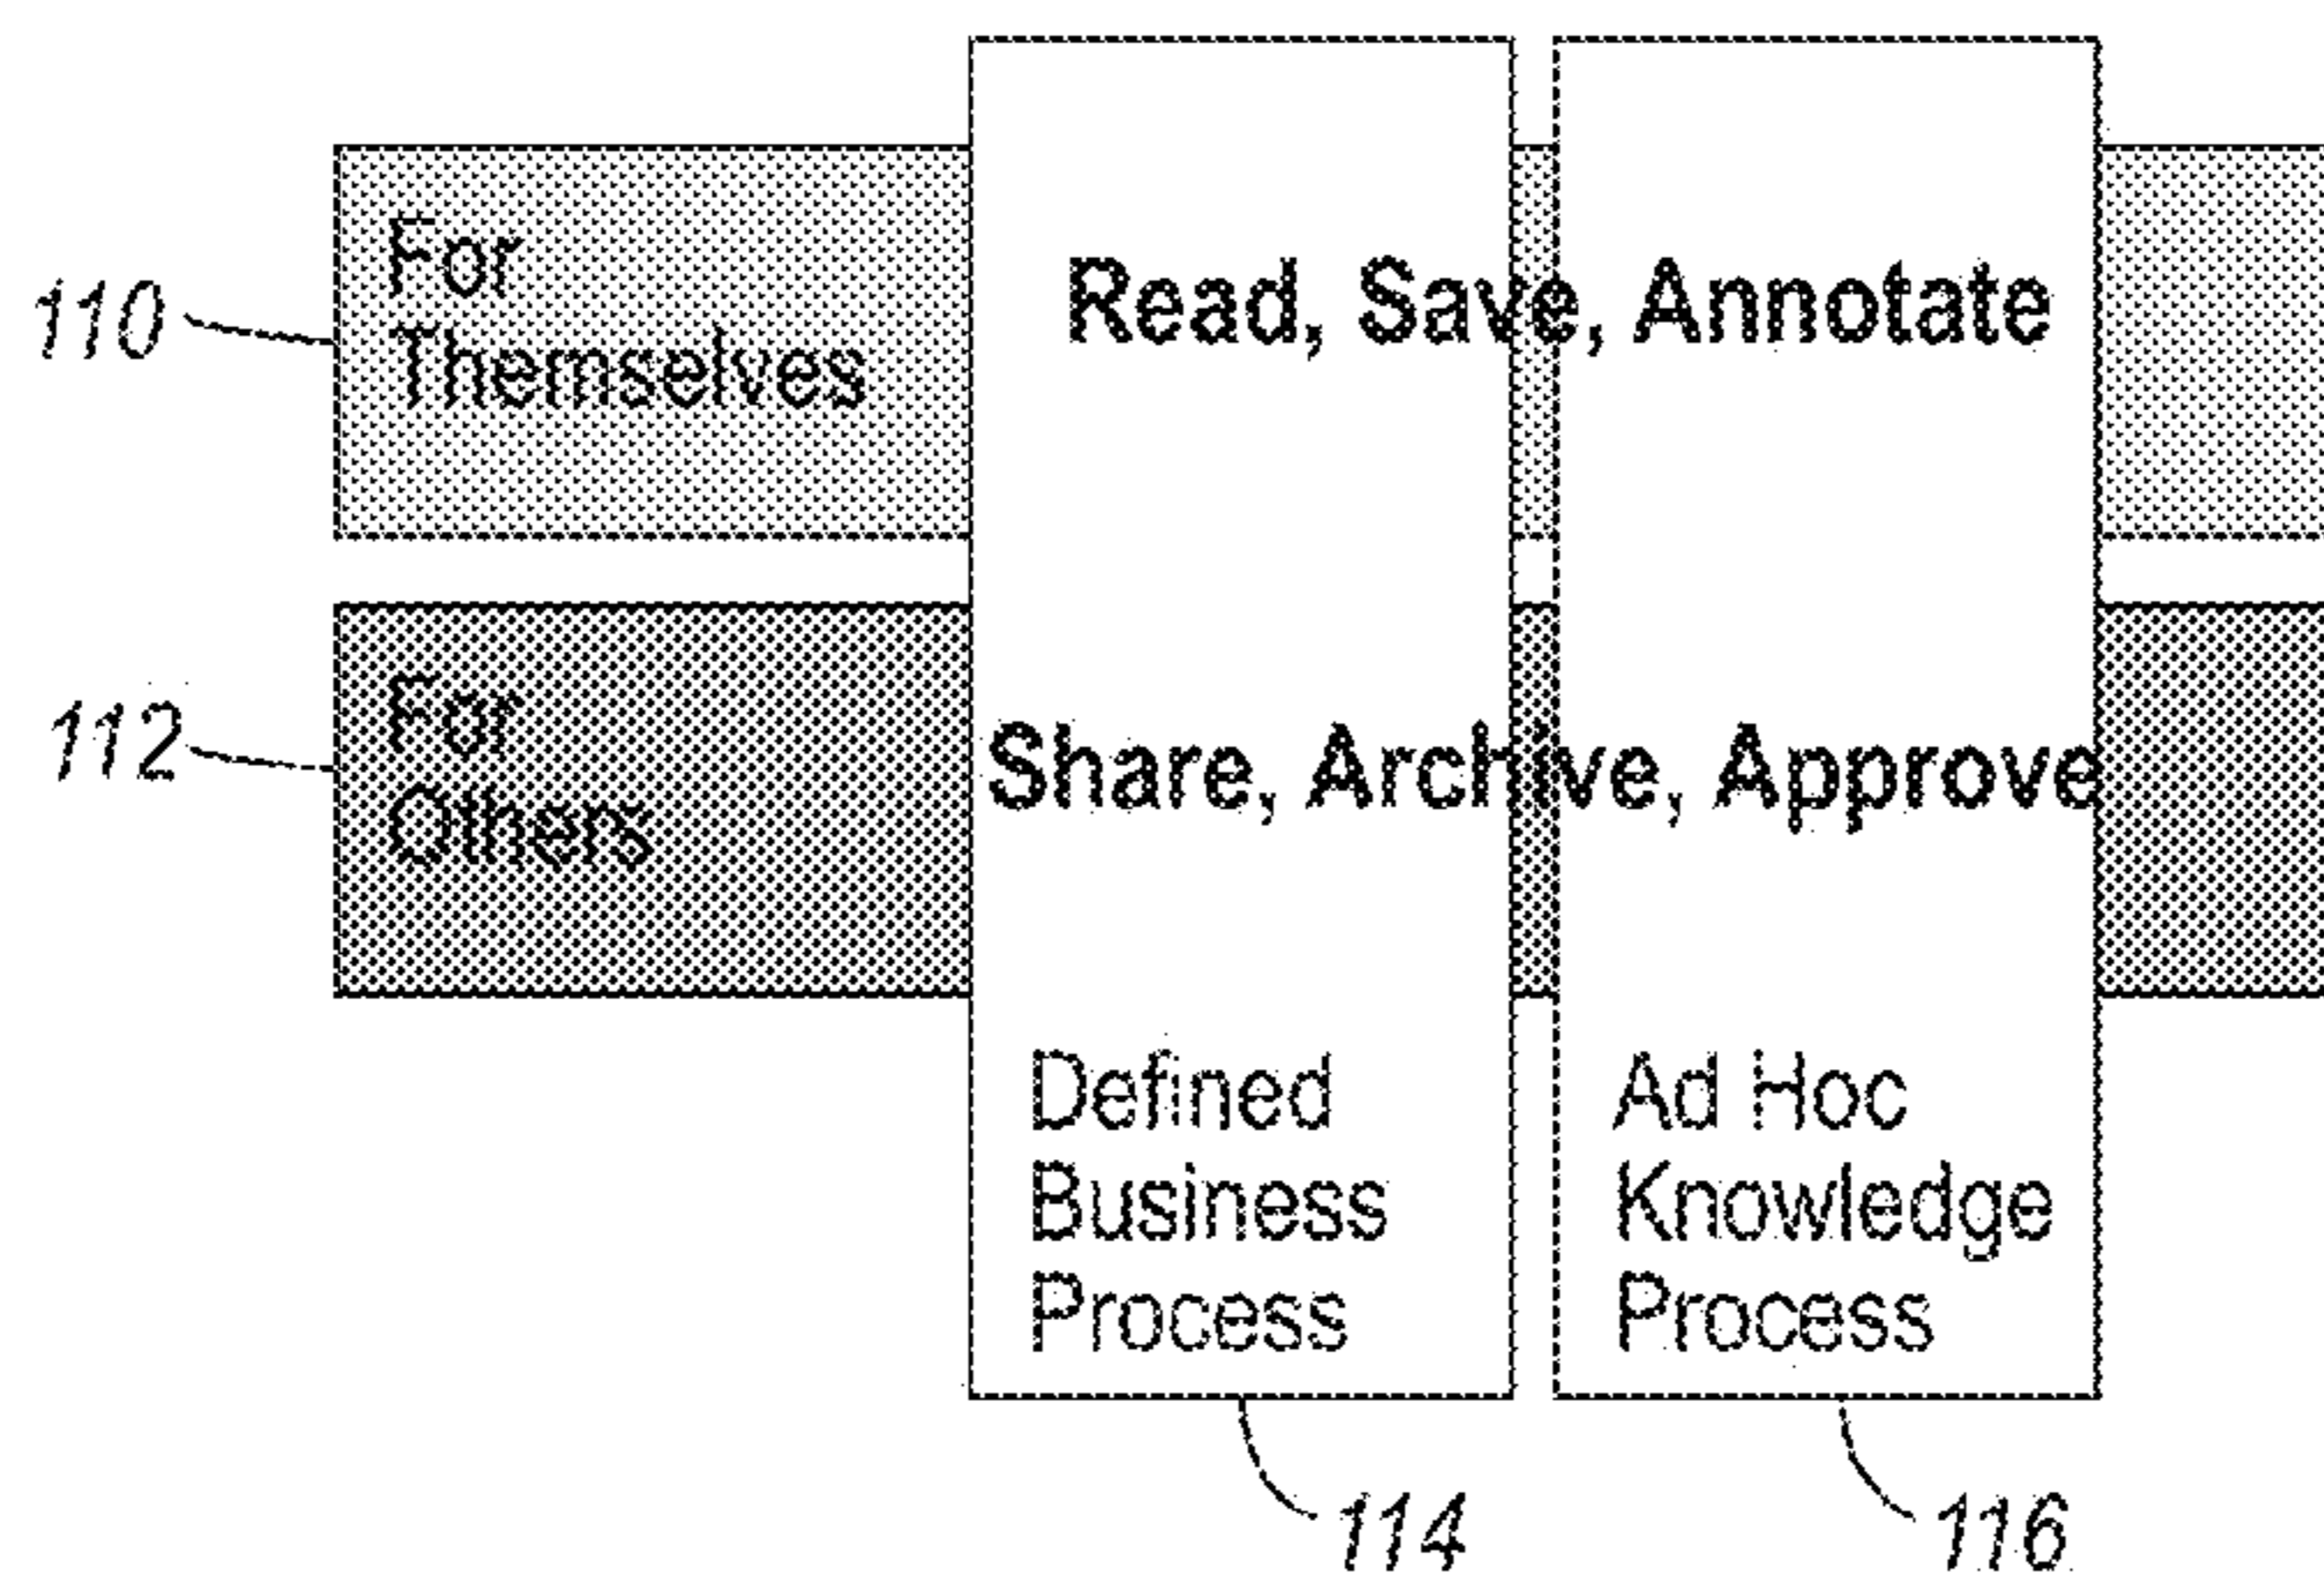 For
Themselves
110
Read, Save, Annotate
For
Others
112
Share, Archive, Approve
Defined
Business
Process
Ad Hoc
Knowledge
Process
114
116